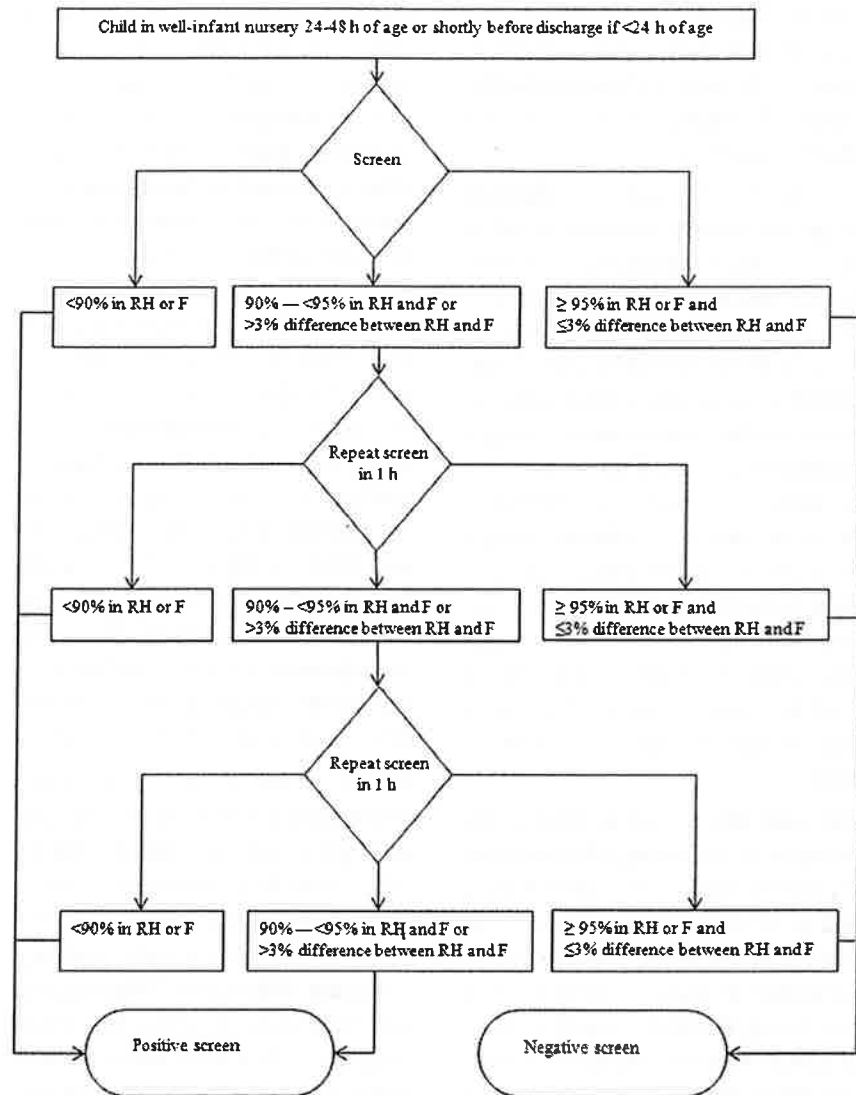 Child in well-infant nursery 24-48 h of age or shortly before discharge if <24 h of age
Screen
<90% in RH or F
90% — <95% in RH and F or
>3% difference between RH and F
≥ 95% in RH or F and
≤3% difference between RH and F
Repeat screen
in 1 h
<90% in RH or F
90% – <95% in RH and F or
>3% difference between RH and F
≥ 95% in RH or F and
≤3% difference between RH and F
Repeat screen
in 1 h
<90% in RH or F
90% — <95% in RH and F or
>3% difference between RH and F
≥ 95% in RH or F and
≤3% difference between RH and F
Positive screen
Negative screen